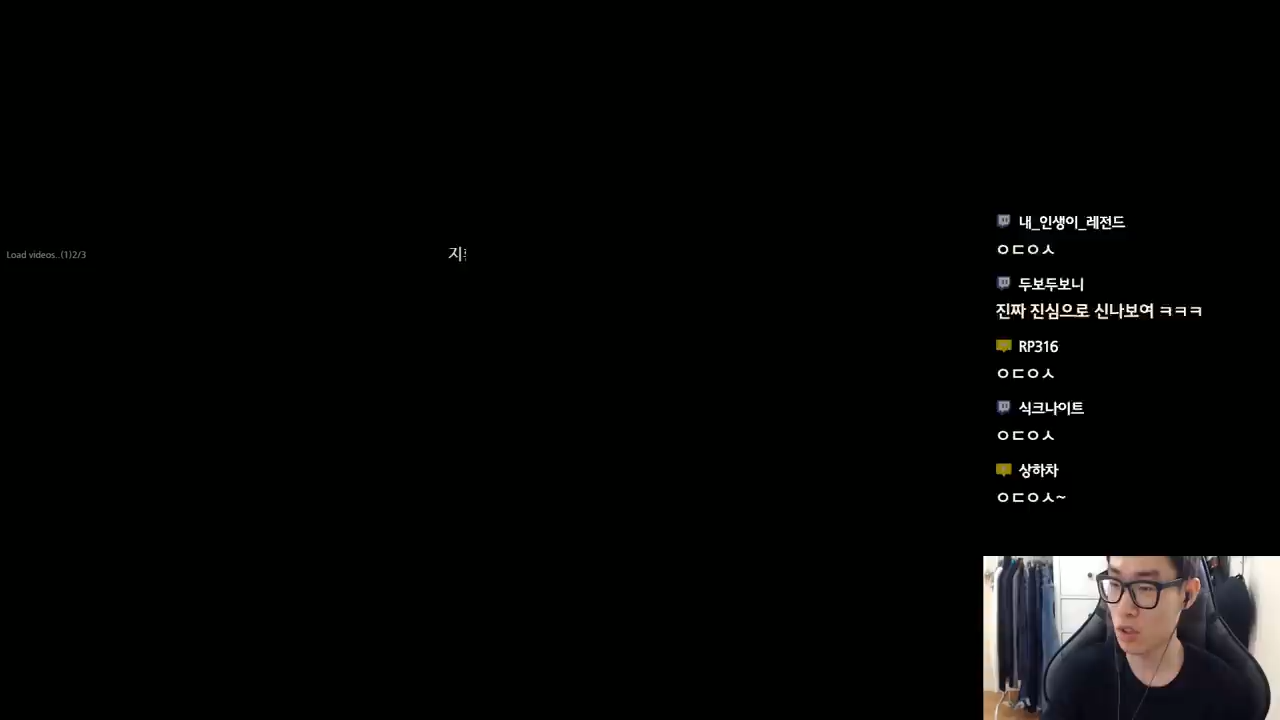 Load videos..(1)2/3
지
내_인생이_레전드
ㅇㄷㅇㅅ
두보두보니
진짜 진심으로 신나보여 ㅋㅋㅋ
RP316
ㅇㄷㅇㅅ
식크나이트
ㅇㄷㅇㅅ
상하차
ㅇㄷㅇㅅ~